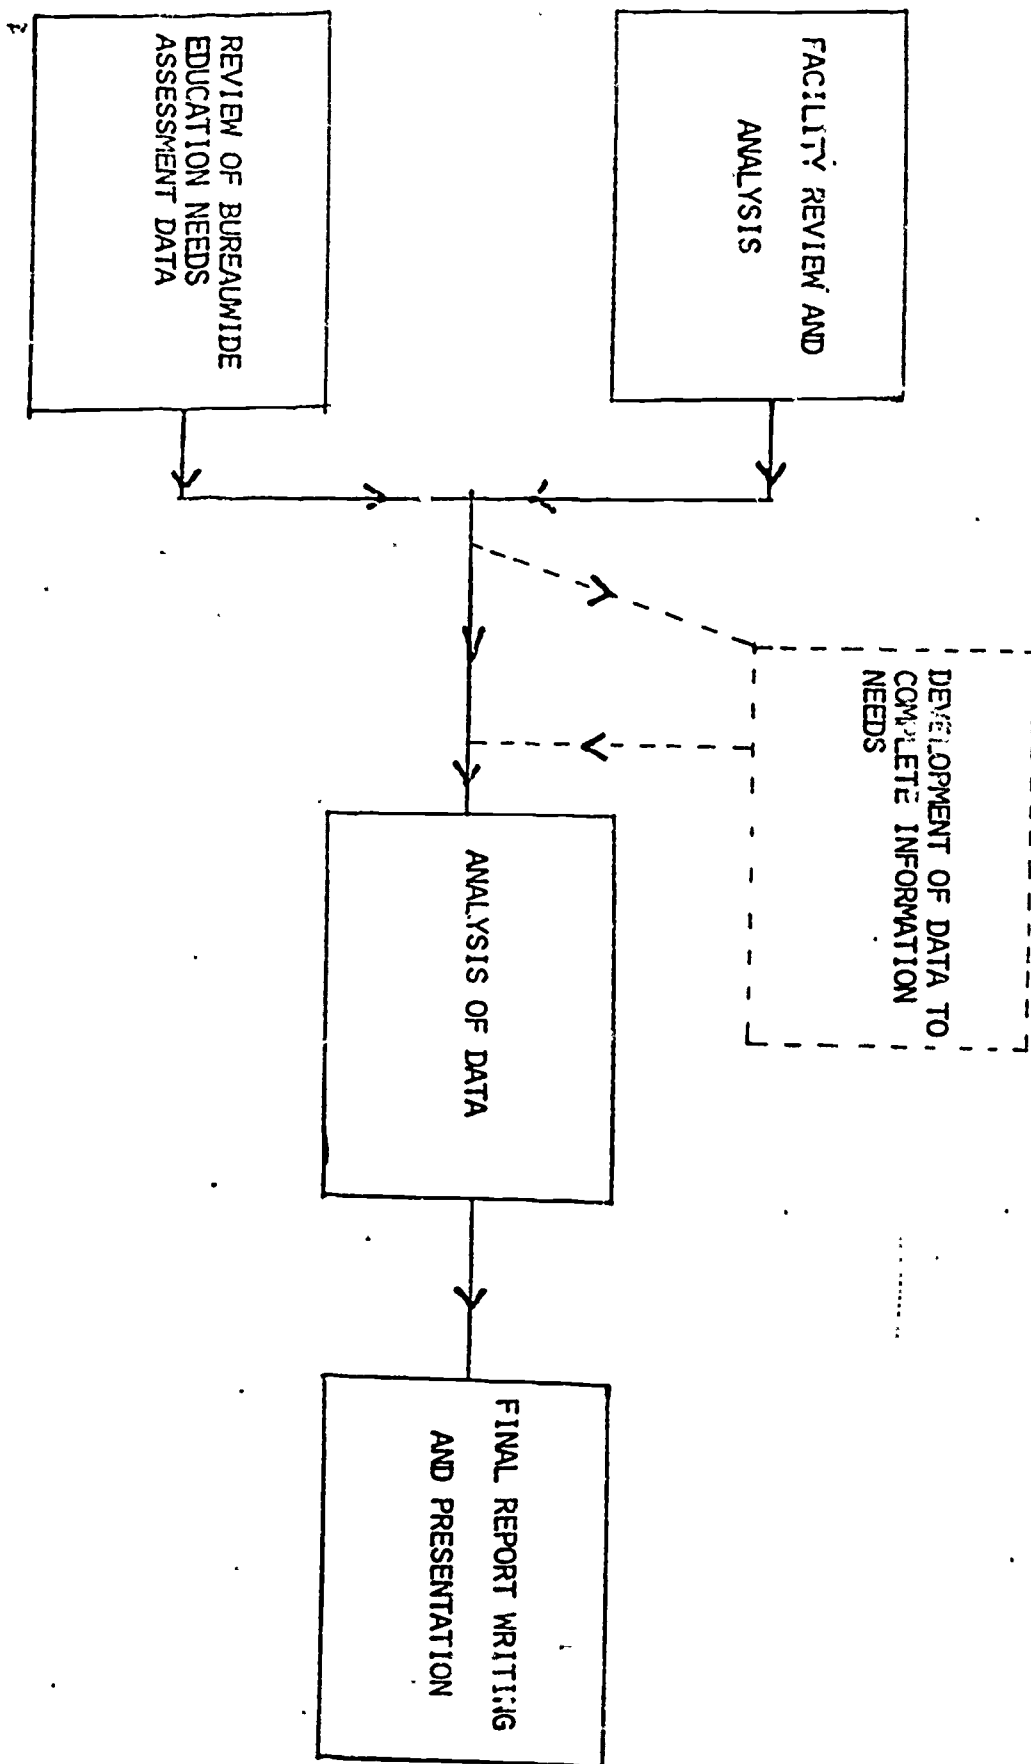 FACILITY REVIEW AND
ANALYSIS
REVIEW OF BUREAUWIDE
EDUCATION NEEDS
ASSESSMENT DATA
DEVELOPMENT OF DATA TO
COMPLETE INFORMATION
NEEDS
ANALYSIS OF DATA
FINAL REPORT WRITING
AND PRESENTATION